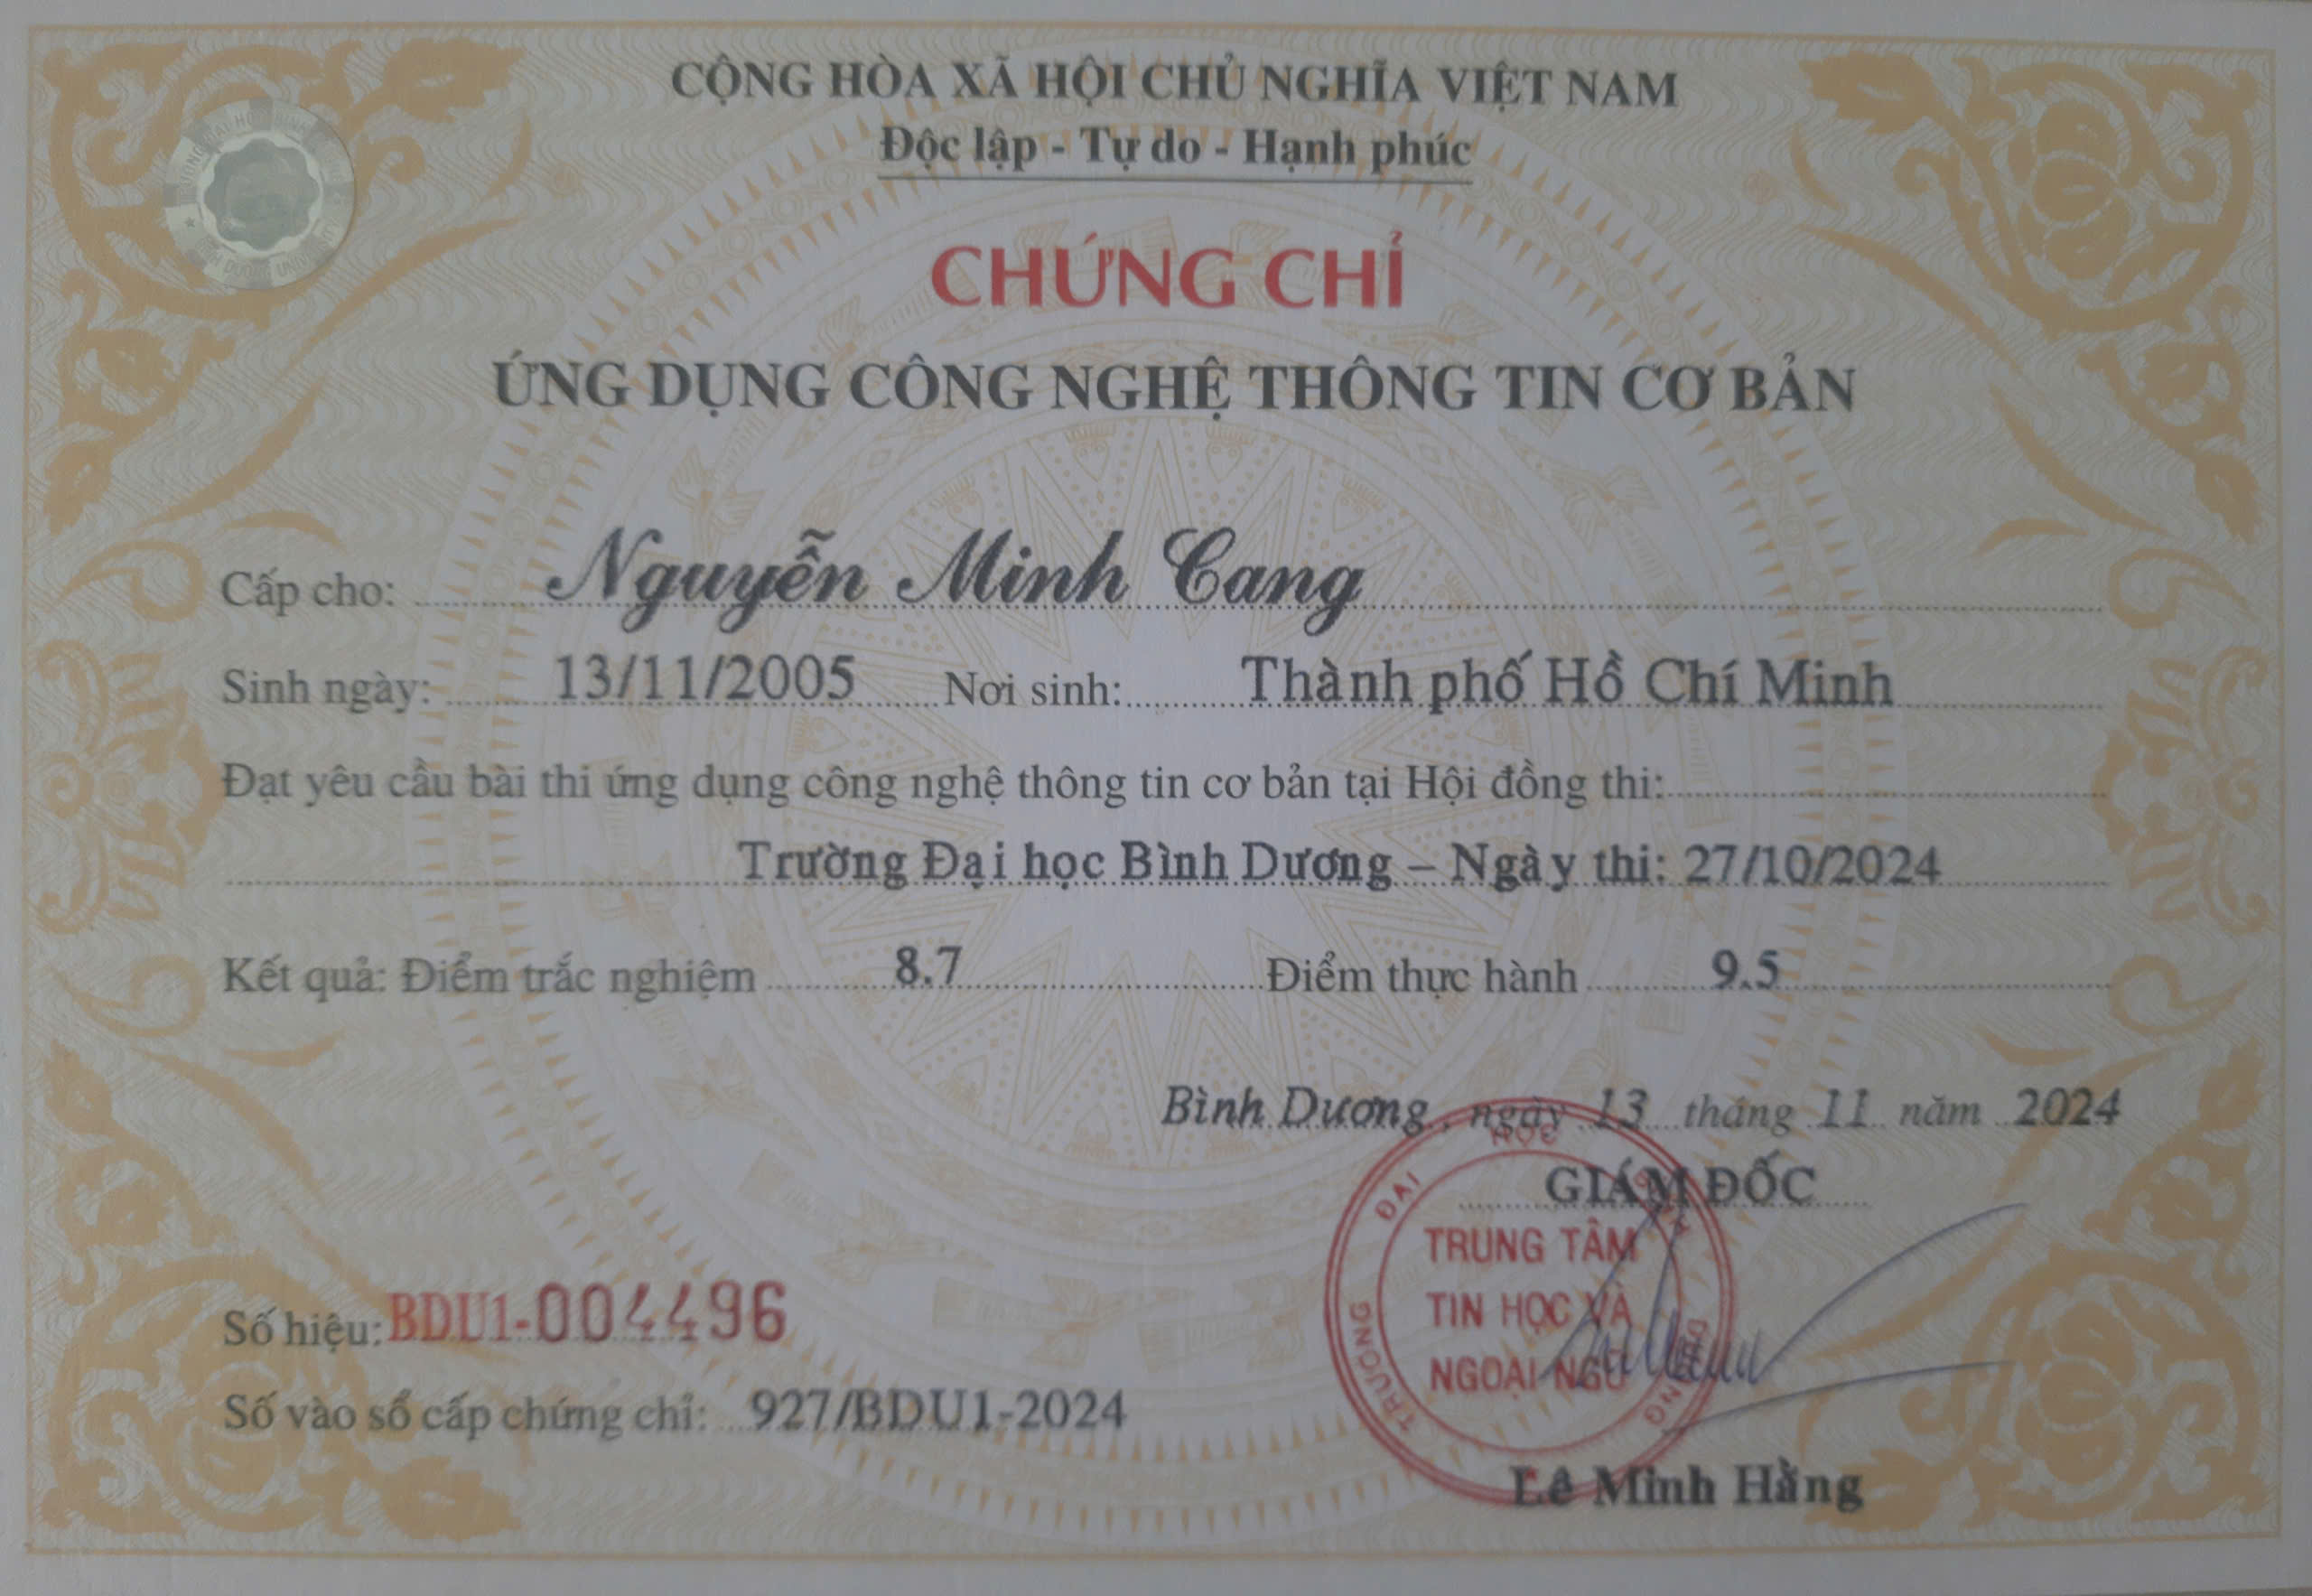 CỘNG HÒA XÃ HỘI CHỦ NGHĨA VIỆT NAM
Độc lập - Tự do - Hạnh phúc
CHỨNG CHỈ
ỨNG DỤNG CÔNG NGHỆ THÔNG TIN CƠ BẢN
Cấp cho: Nguyễn Minh Cang
Sinh ngày: 13/11/2005 Nơi sinh: Thành phố Hồ Chí Minh
Đạt yêu cầu bài thi ứng dụng công nghệ thông tin cơ bản tại Hội đồng thi:
Trường Đại học Bình Dương – Ngày thi: 27/10/2024
Kết quả: Điểm trắc nghiệm 8.7 Điểm thực hành 9.5
Bình Dương, ngày 13 tháng 11 năm 2024
GIÁM ĐỐC
TRƯỜNG ĐẠI HỌC
TRUNG TÂM
TIN HỌC VÀ
NGOẠI NGỮ
Số hiệu: BDU1-004496
Số vào sổ cấp chứng chỉ: 927/BDU1-2024
Lê Minh Hằng